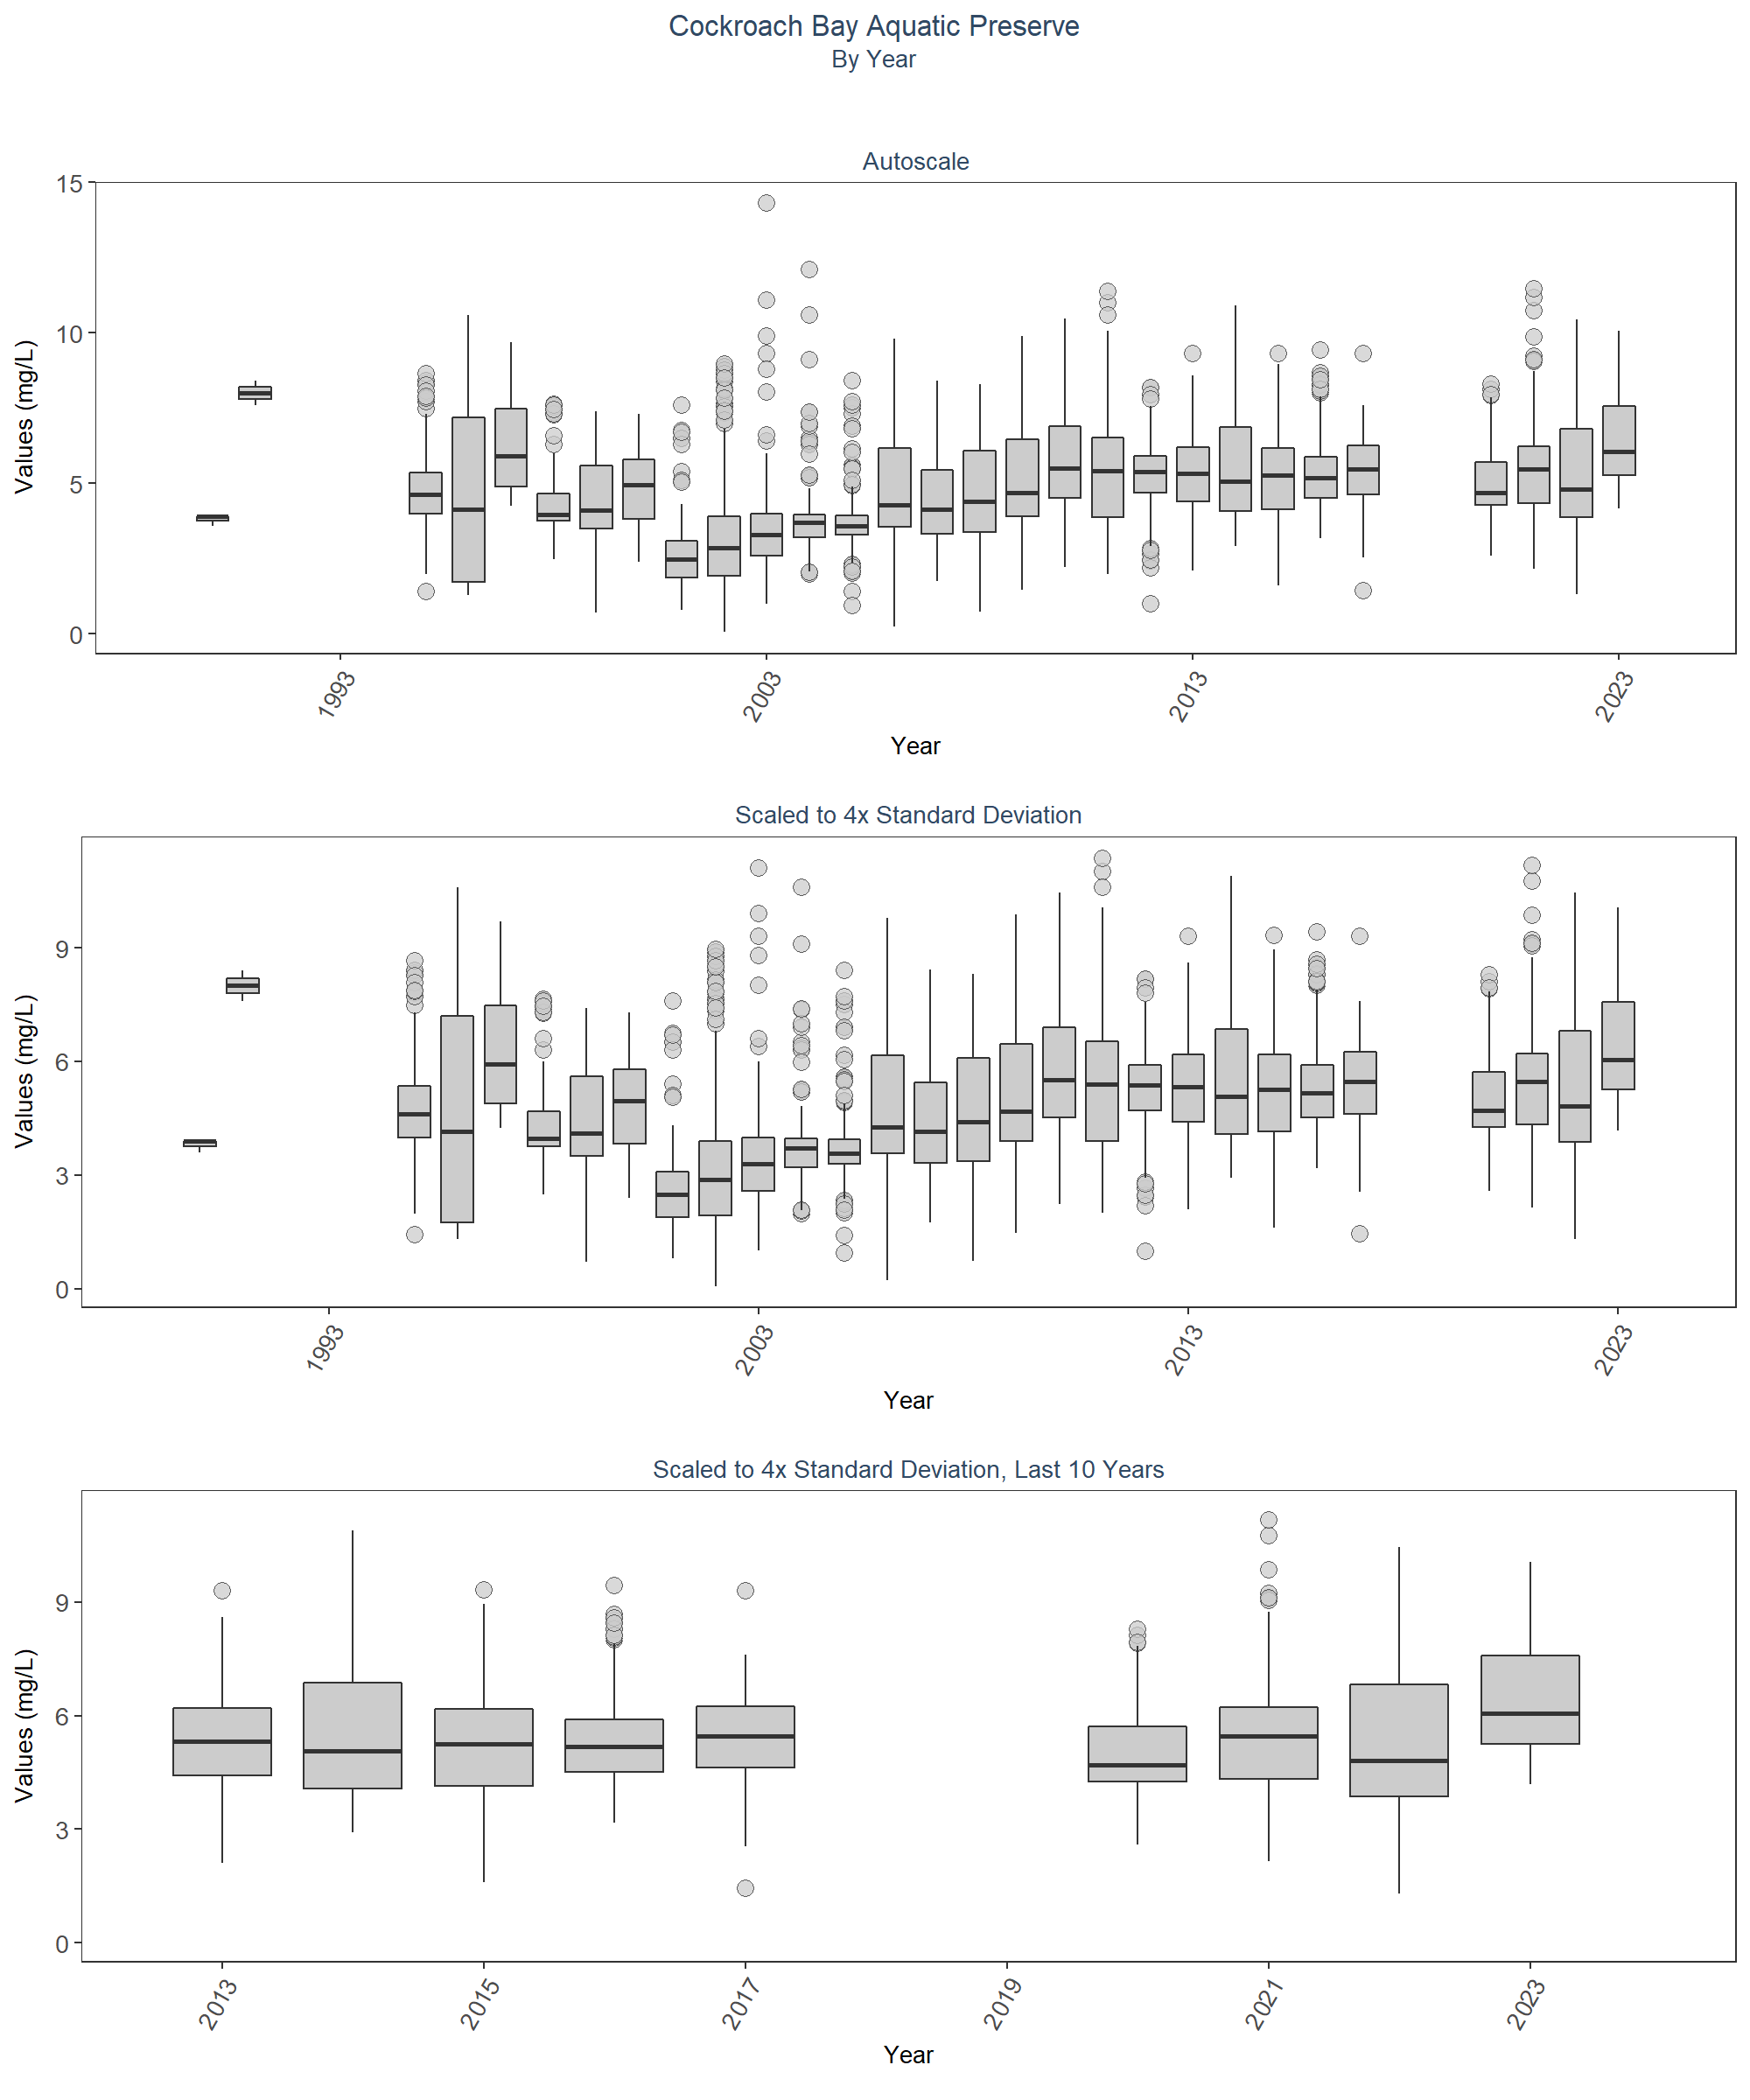 Cockroach Bay Aquatic Preserve
By Year
Autoscale
Values (mg/L)
15
10
5
0
1993
2003
2013
2023
Year
Scaled to 4x Standard Deviation
Values (mg/L)
9
6
3
0
1993
2003
2013
2023
Year
Scaled to 4x Standard Deviation, Last 10 Years
Values (mg/L)
9
6
3
0
2013
2015
2017
2019
2021
2023
Year